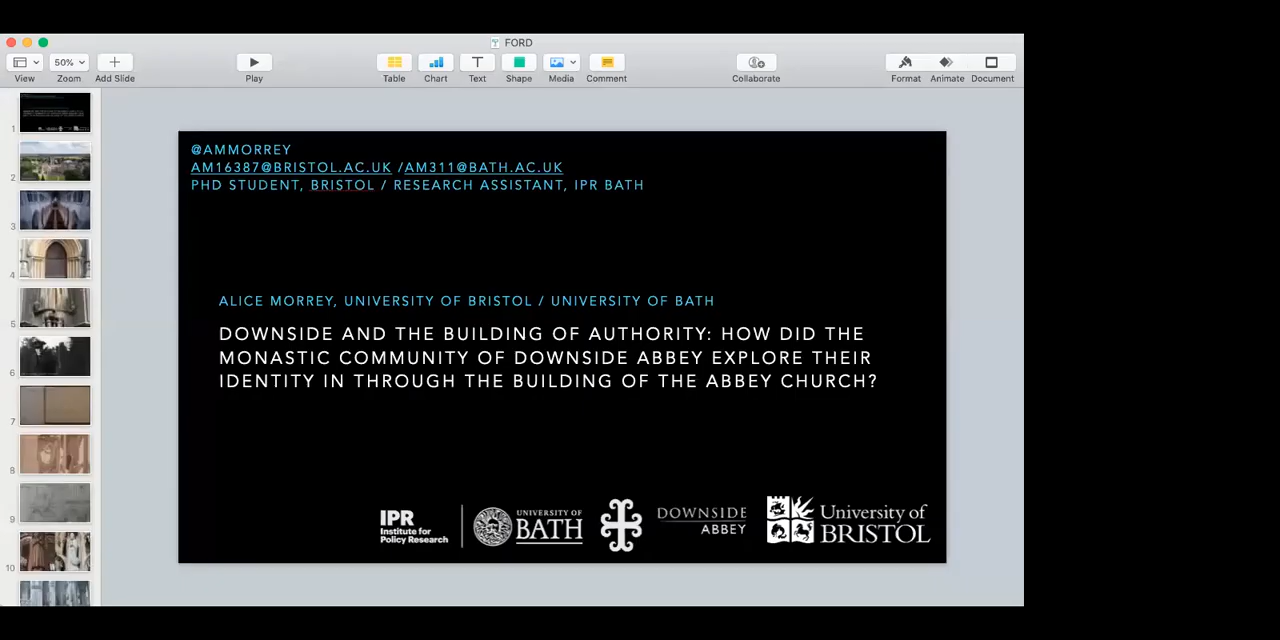 FORD
50%
View
Zoom
Add Slide
Play
Table
Chart
Text
Shape
Media
Comment
Collaborate
Format
Animate
Document
1
2
3
4
5
6
7
8
9
10
@AMMORREY
AM16387@BRISTOL.AC.UK /AM311@BATH.AC.UK
PHD STUDENT, BRISTOL / RESEARCH ASSISTANT, IPR BATH
ALICE MORREY, UNIVERSITY OF BRISTOL / UNIVERSITY OF BATH
DOWNSIDE AND THE BUILDING OF AUTHORITY: HOW DID THE
MONASTIC COMMUNITY OF DOWNSIDE ABBEY EXPLORE THEIR
IDENTITY IN THROUGH THE BUILDING OF THE ABBEY CHURCH?
IPR
Institute for
Policy Research
UNIVERSITY OF
BATH
DOWNSIDE
ABBEY
University of
BRISTOL